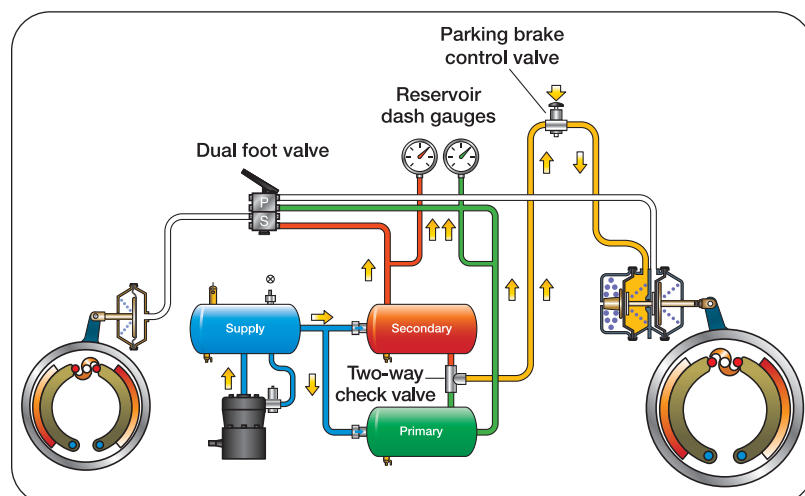 Parking brake
control valve
Reservoir
dash gauges
Dual foot valve
P
S
Supply
Secondary
Two-way
check valve
Primary